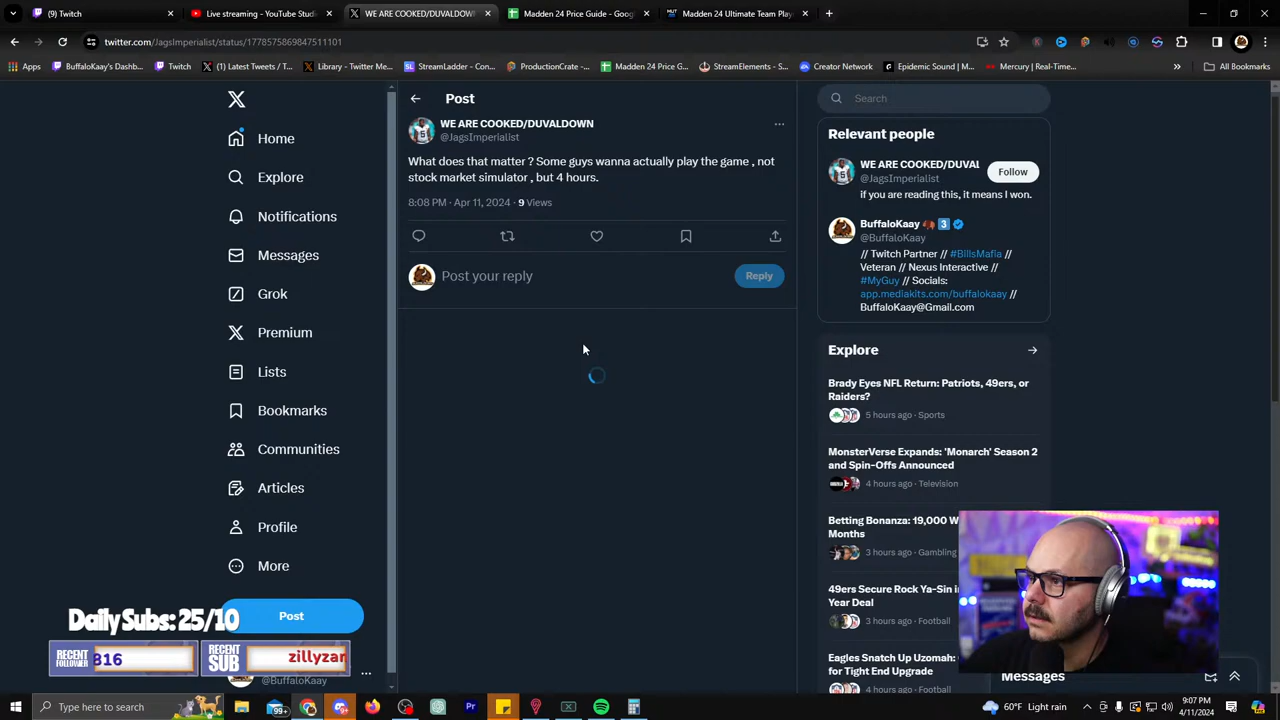 (9) Twitch
Live streaming - YouTube Stud
WE ARE COOKED/DUVALDOWN
Madden 24 Price Guide - Goog
Madden 24 Ultimate Team Play
twitter.com/JagsImperialist/status/1778575869847511101
Apps
BuffaloKaay's Dashb...
Twitch
(1) Latest Tweets / T...
Library - Twitter Me...
StreamLadder - Con...
ProductionCrate - ...
Madden 24 Price G...
StreamElements - S...
Creator Network
Epidemic Sound | M...
Mercury | Real-Time...
All Bookmarks
Home
Explore
Notifications
Messages
Grok
Premium
Lists
Bookmarks
Communities
Articles
Profile
More
Post
@BuffaloKaay
Post
WE ARE COOKED/DUVALDOWN
@JagsImperialist
What does that matter ? Some guys wanna actually play the game , not
stock market simulator , but 4 hours.
8:08 PM · Apr 11, 2024 · 9 Views
Post your reply
Reply
Search
Relevant people
WE ARE COOKED/DUVAL
@JagsImperialist
Follow
if you are reading this, it means I won.
BuffaloKaay 3
@BuffaloKaay
// Twitch Partner // #BillsMafia //
Veteran // Nexus Interactive //
#MyGuy // Socials:
app.mediakits.com/buffalokaay //
BuffaloKaay@Gmail.com
Explore
Brady Eyes NFL Return: Patriots, 49ers, or
Raiders?
5 hours ago · Sports
MonsterVerse Expands: 'Monarch' Season 2
and Spin-Offs Announced
4 hours ago · Television
Betting Bonanza: 19,000 W
Months
3 hours ago · Gambling
49ers Secure Rock Ya-Sin in
Year Deal
3 hours ago · Football
Eagles Snatch Up Uzomah:
for Tight End Upgrade
4 hours ago · Football
Messages
Daily Subs: 25/10
RECENT
FOLLOWER
816
RECENT
SUB
zillyzan
Type here to search
99+
60°F Light rain
9:07 PM
4/11/2024